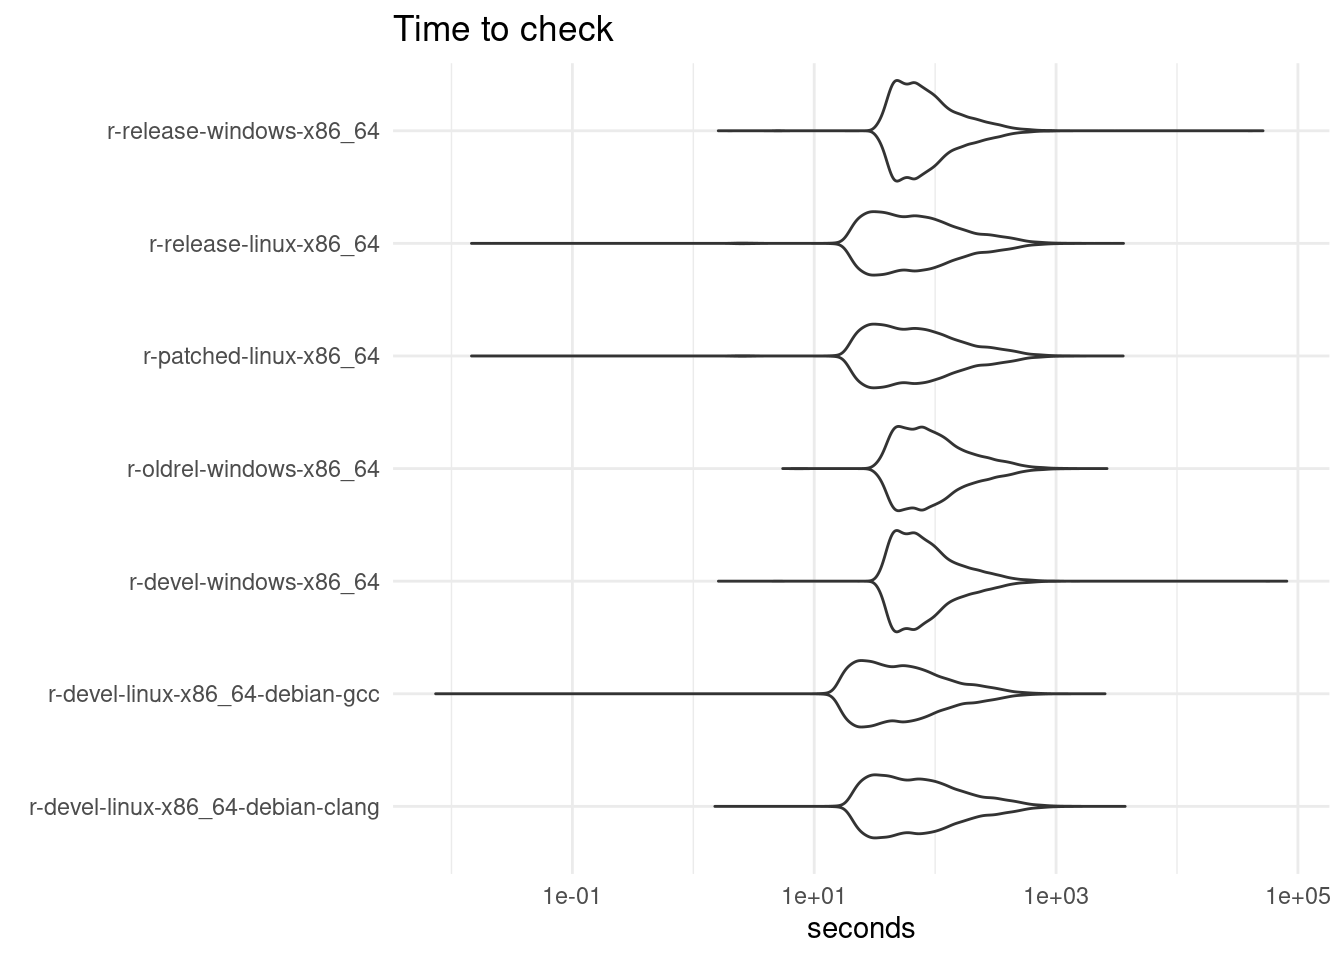 Time to check
r-release-windows-x86_64
r-release-linux-x86_64
r-patched-linux-x86_64
r-oldrel-windows-x86_64
r-devel-windows-x86_64
r-devel-linux-x86_64-debian-gcc
r-devel-linux-x86_64-debian-clang
1e-01 1e+01 1e+03 1e+05
seconds